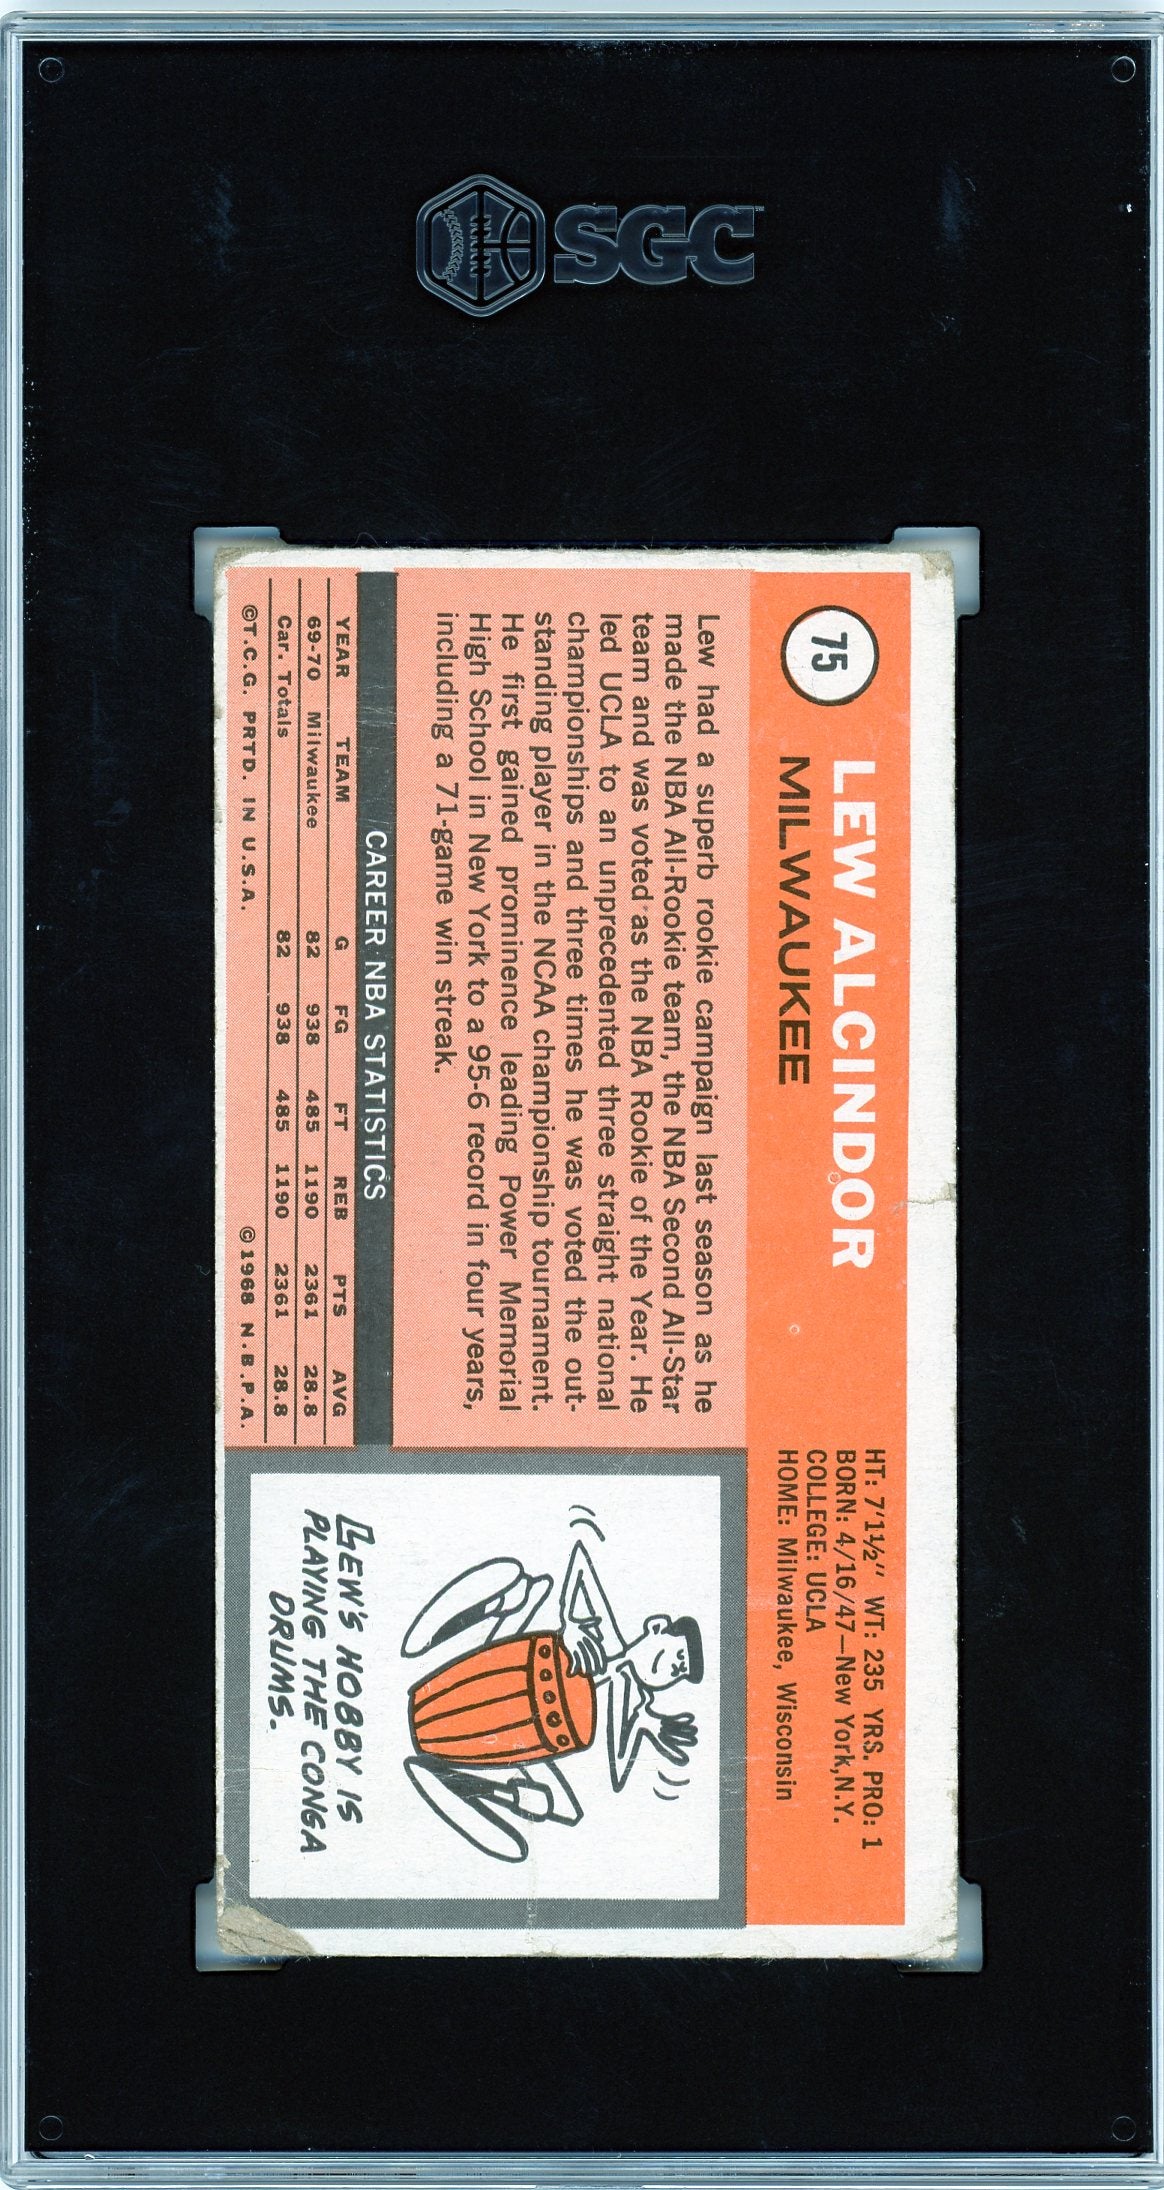 SGC
75
LEW ALCINDOR
MILWAUKEE
HT: 7'1½" WT: 235 YRS. PRO: 1
BORN: 4/16/47—New York, N.Y.
COLLEGE: UCLA
HOME: Milwaukee, Wisconsin
Lew had a superb rookie campaign last season as he
made the NBA All-Rookie team, the NBA Second All-Star
team and was voted as the NBA Rookie of the Year. He
led UCLA to an unprecedented three straight national
championships and three times he was voted the out-
standing player in the NCAA championship tournament.
He first gained prominence leading Power Memorial
High School in New York to a 95-6 record in four years,
including a 71-game win streak.
CAREER NBA STATISTICS
YEAR TEAM G FG FT REB PTS AVG
69-70 Milwaukee 82 938 485 1190 2361 28.8
Car. Totals 82 938 485 1190 2361 28.8
©T.C.G. PRTD. IN U.S.A. ©1968 N.B.P.A.
LEW'S HOBBY IS
PLAYING THE CONGA
DRUMS.